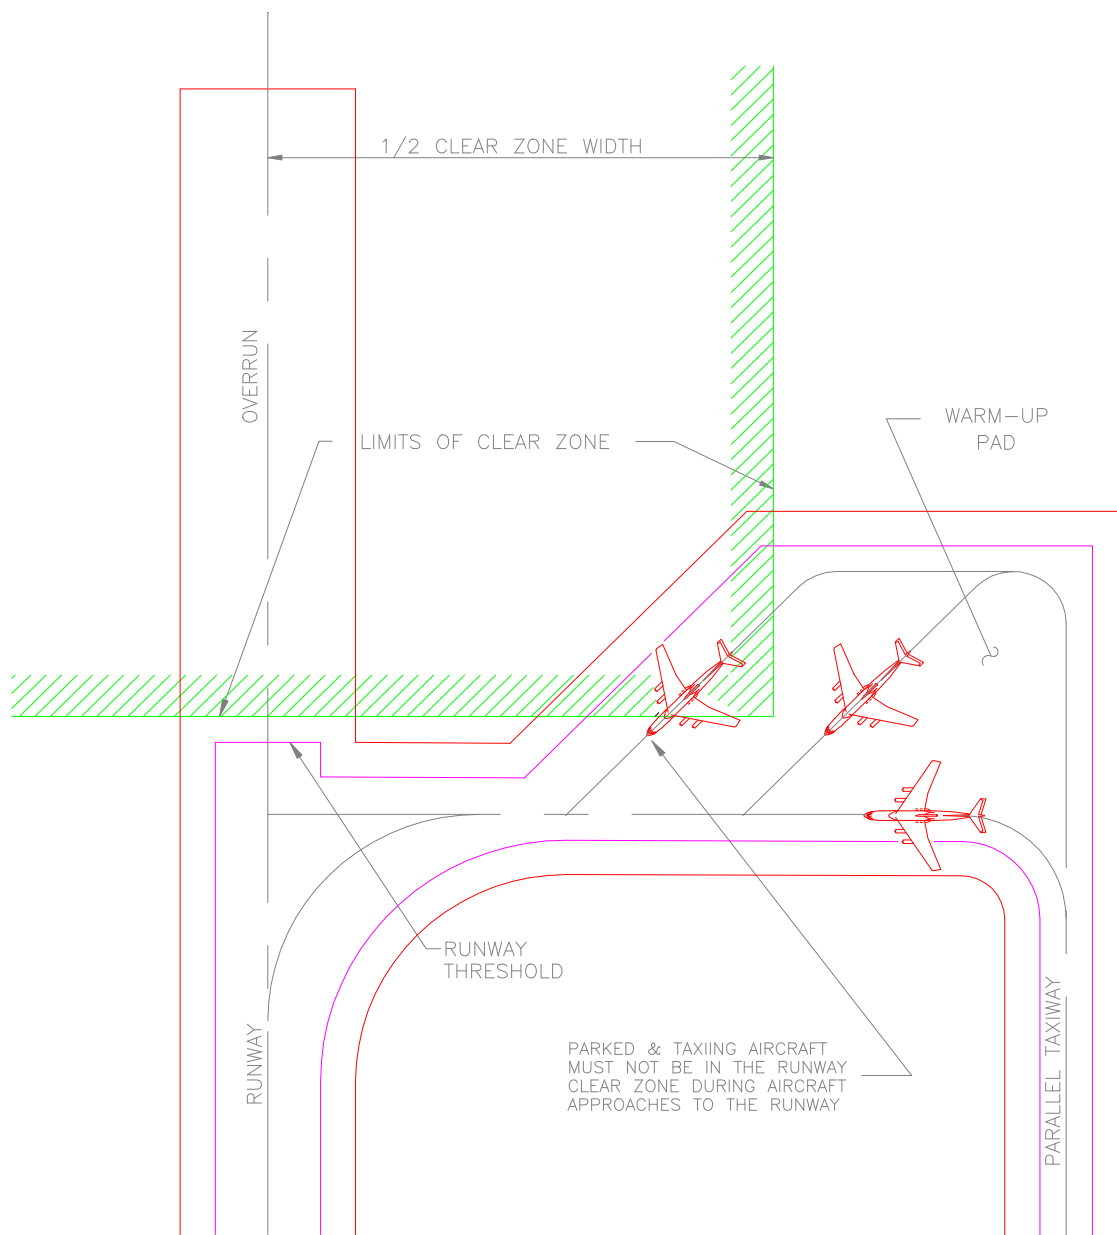 1/2 CLEAR ZONE WIDTH
OVERRUN
LIMITS OF CLEAR ZONE
WARM-UP
PAD
RUNWAY
THRESHOLD
RUNWAY
PARKED & TAXIING AIRCRAFT
MUST NOT BE IN THE RUNWAY
CLEAR ZONE DURING AIRCRAFT
APPROACHES TO THE RUNWAY
PARALLEL TAXIWAY